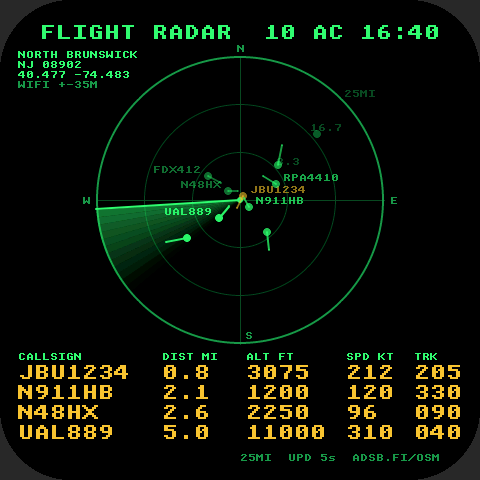 FLIGHT RADAR 10 AC 16:40
NORTH BRUNSWICK
NJ 08902
40.477 -74.483
WIFI +-35M
N
25MI
16.7
.3
FDX412
RPA4410
N48HX
JBU1234
W
N911HB
E
UAL889
S
CALLSIGN DIST MI ALT FT SPD KT TRK
JBU1234 0.8 3075 212 205
N911HB 2.1 1200 120 330
N48HX 2.6 2250 96 090
UAL889 5.0 11000 310 040
25MI UPD 5s ADSB.FI/OSM